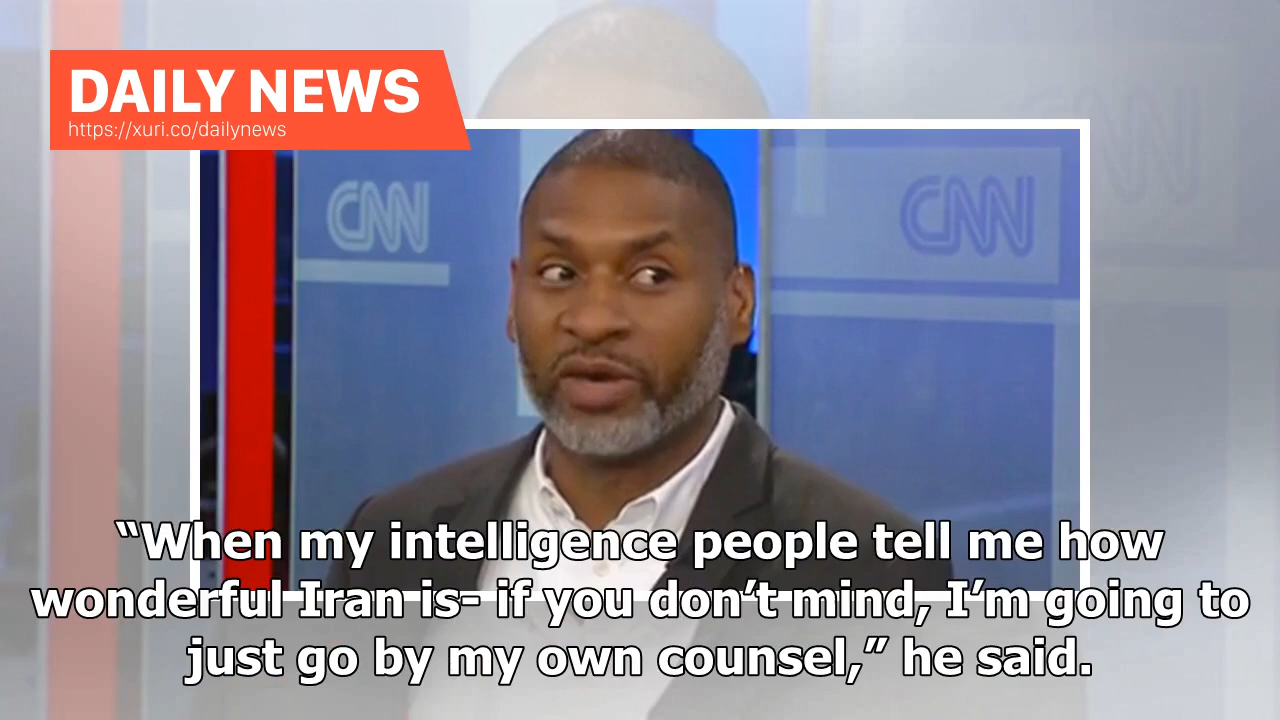 DAILY NEWS
https://xuri.co/dailynews
CNN
CNN
CNN
“When my intelligence people tell me how
wonderful Iran is- if you don’t mind, I’m going to
just go by my own counsel,” he said.